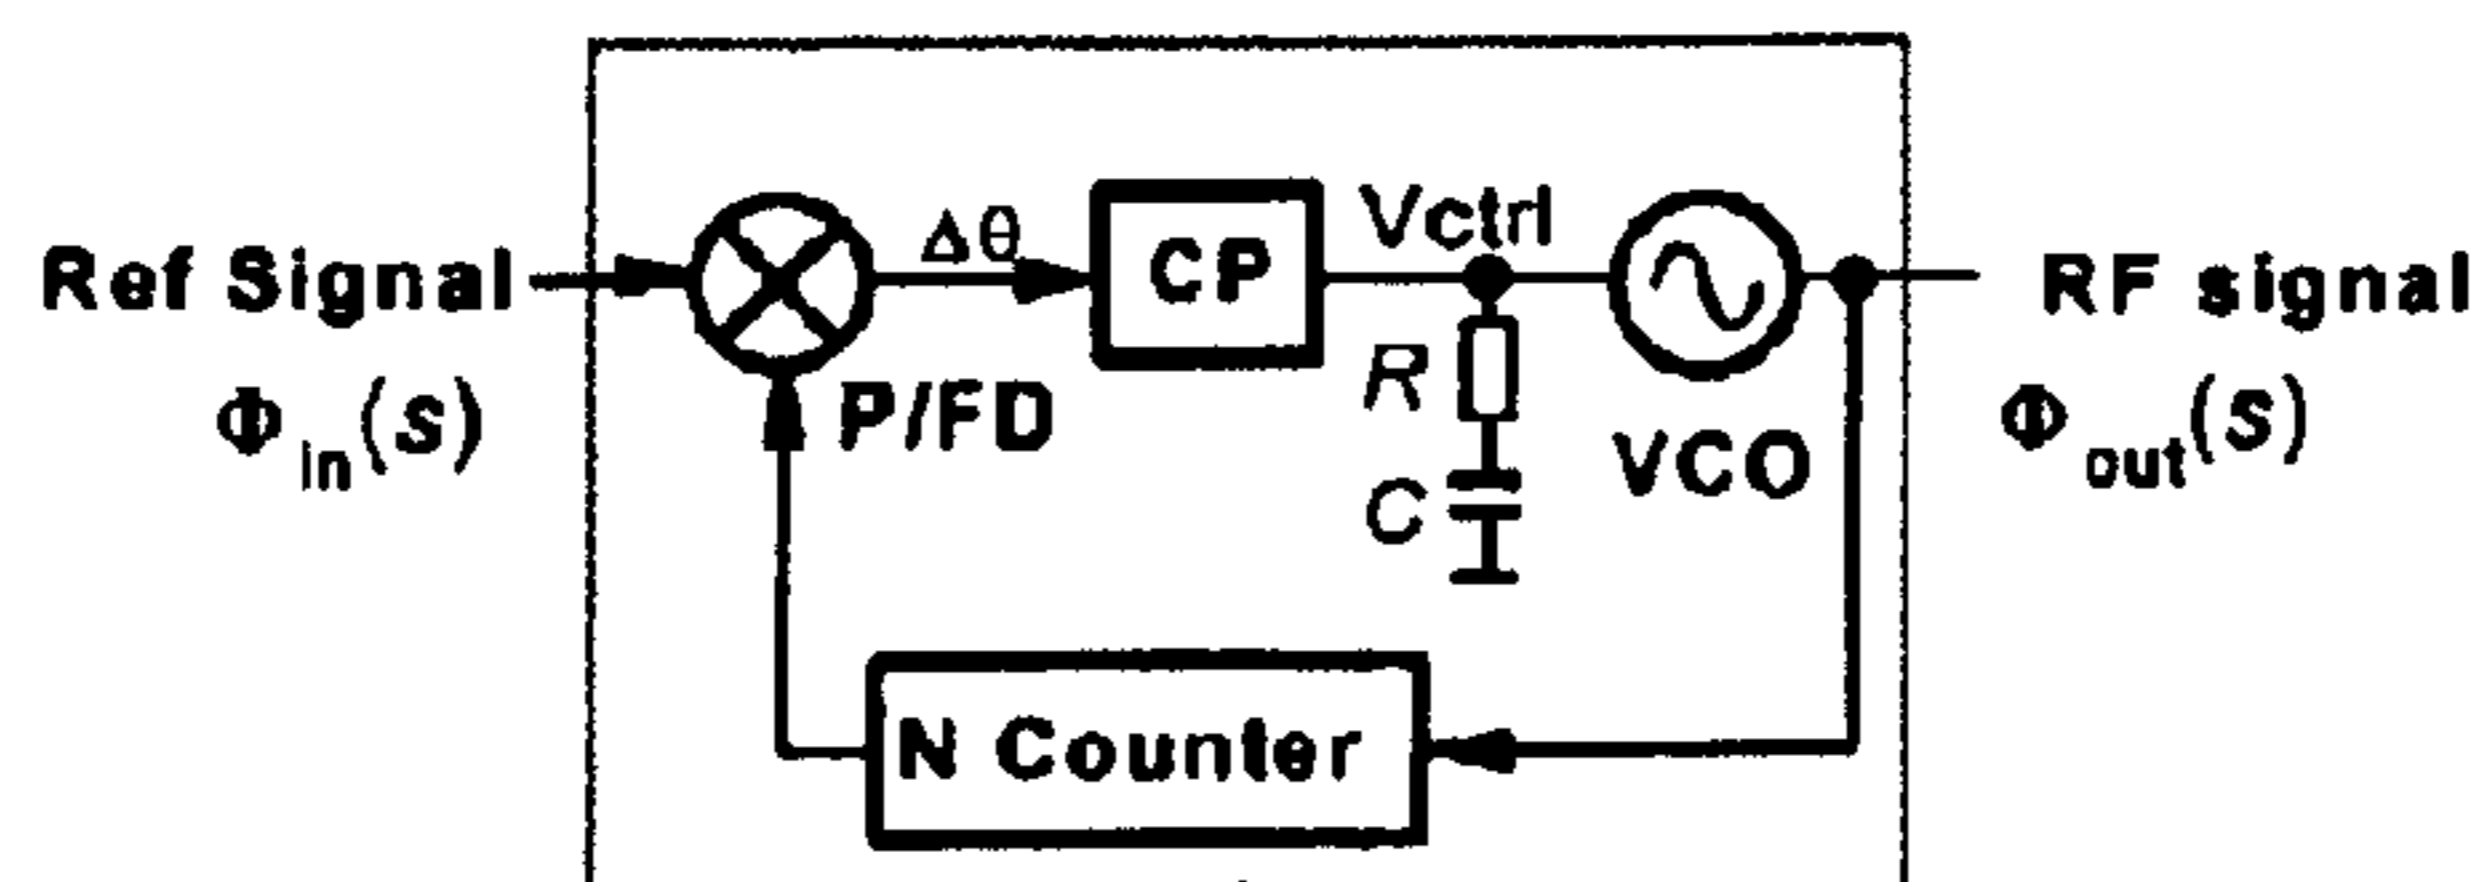 Ref Signal
Φin(s)
Δθ
P/FD
CP
Vctrl
R
C
VCO
RF signal
Φout(s)
N Counter